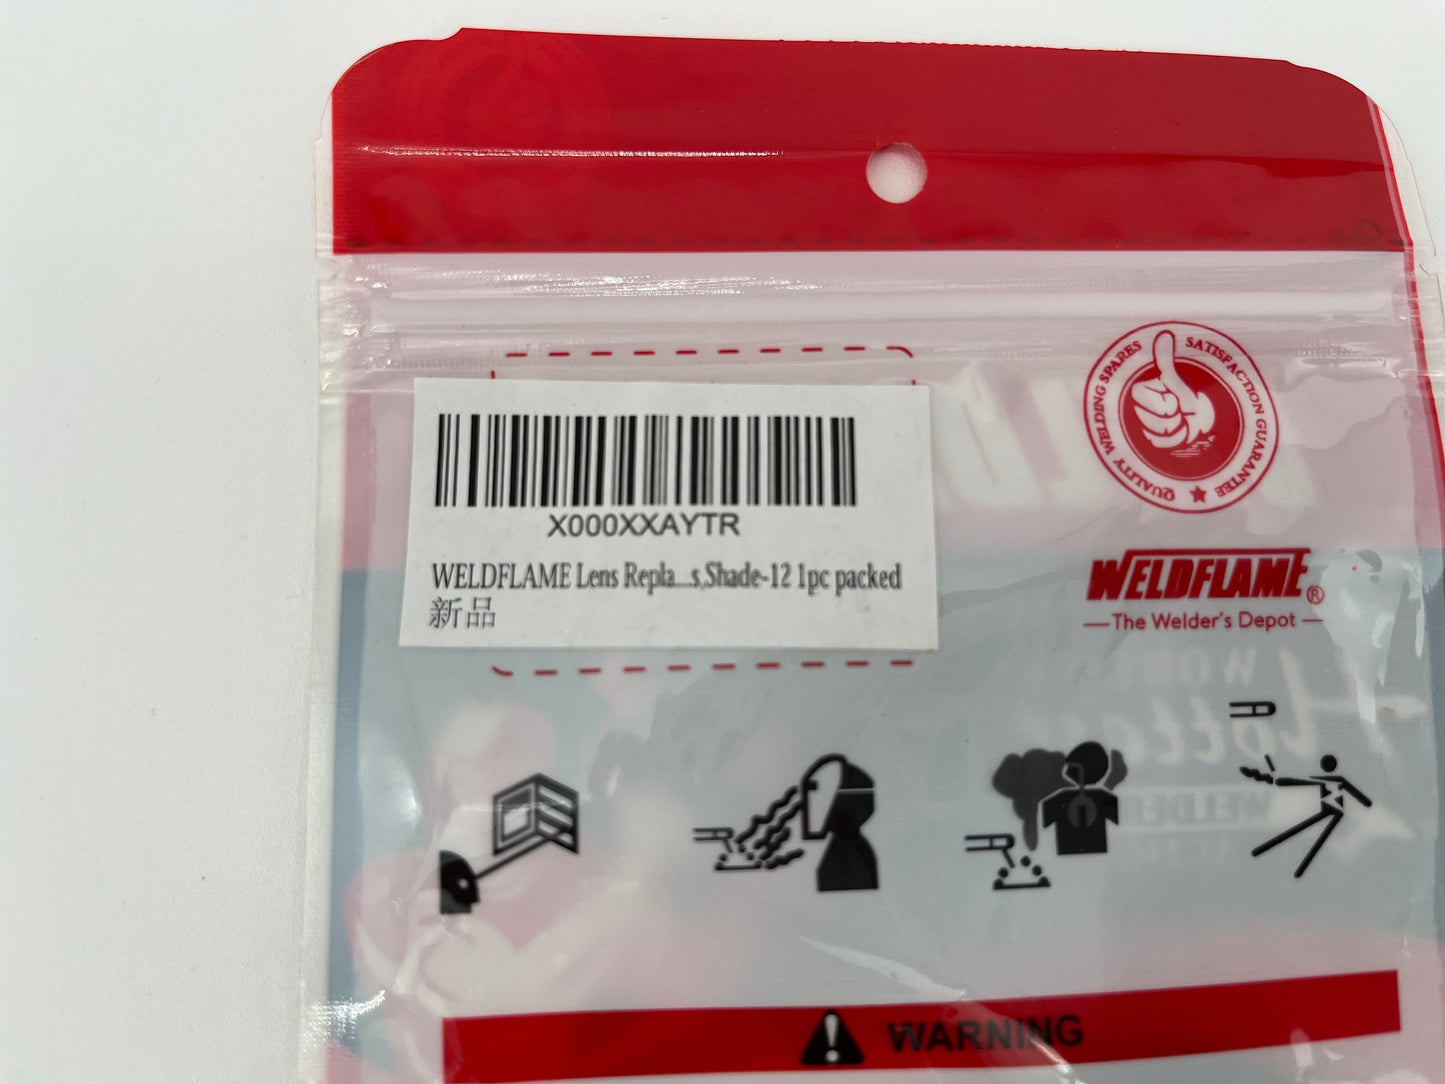 QUALITY WELDING SPARES SATISFACTION GUARANTEE
X000XXAYTR
WELDFLAME Lens Repla....s,Shade-12 1pc packed
新品
WELDFLAME®
The Welder's Depot
WARNING